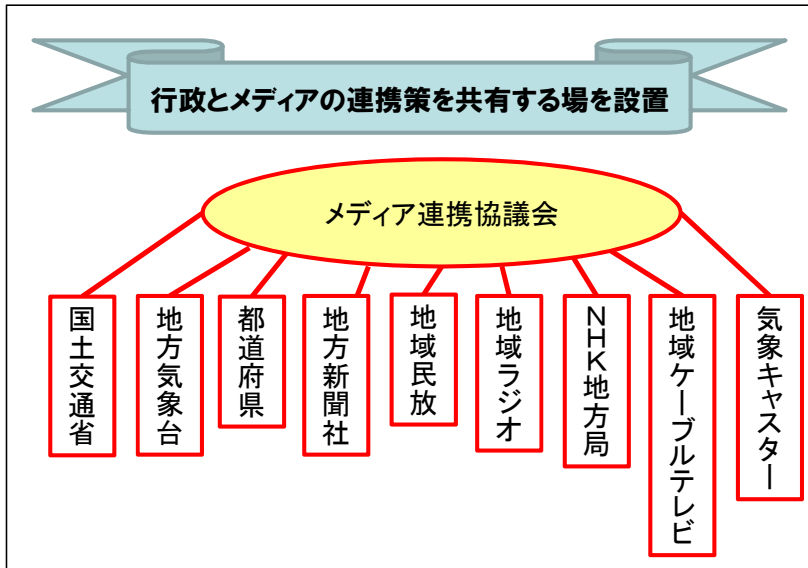 行政とメディアの連携策を共有する場を設置
メディア連携協議会
国土交通省
地方気象台
都道府県
地方新聞社
地域民放
地域ラジオ
NHK地方局
地域ケーブルテレビ
気象キャスター